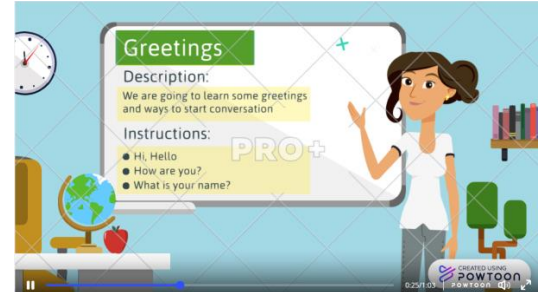 Greetings
Description:
We are going to learn some greetings
and ways to start conversation
Instructions:
● Hi, Hello
● How are you?
● What is your name?
PRO+
CREATED USING
POWTOON
0:25/1:03
POWTOON